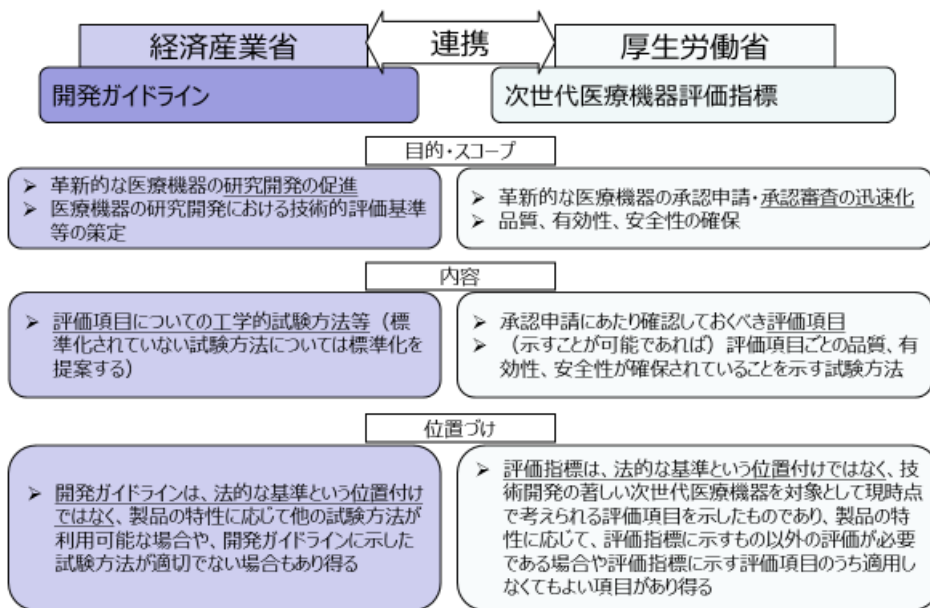 経済産業省
連携
厚生労働省
開発ガイドライン
次世代医療機器評価指標
目的・スコープ
➢ 革新的な医療機器の研究開発の促進
➢ 医療機器の研究開発における技術的評価基準
等の策定
➢ 革新的な医療機器の承認申請・承認審査の迅速化
➢ 品質、有効性、安全性の確保
内容
➢ 評価項目についての工学的試験方法等（標
準化されていない試験方法については標準化を
提案する）
➢ 承認申請にあたり確認しておくべき評価項目
➢ （示すことが可能であれば）評価項目ごとの品質、有
効性、安全性が確保されていることを示す試験方法
位置づけ
➢ 開発ガイドラインは、法的な基準という位置付け
ではなく、製品の特性に応じて他の試験方法が
利用可能な場合や、開発ガイドラインに示した
試験方法が適切でない場合もあり得る
➢ 評価指標は、法的な基準という位置付けではなく、技
術開発の著しい次世代医療機器を対象として現時点
で考えられる評価項目を示したものであり、製品の特
性に応じて、評価指標に示すもの以外の評価が必要
である場合や評価指標に示す評価項目のうち適用し
なくてもよい項目があり得る